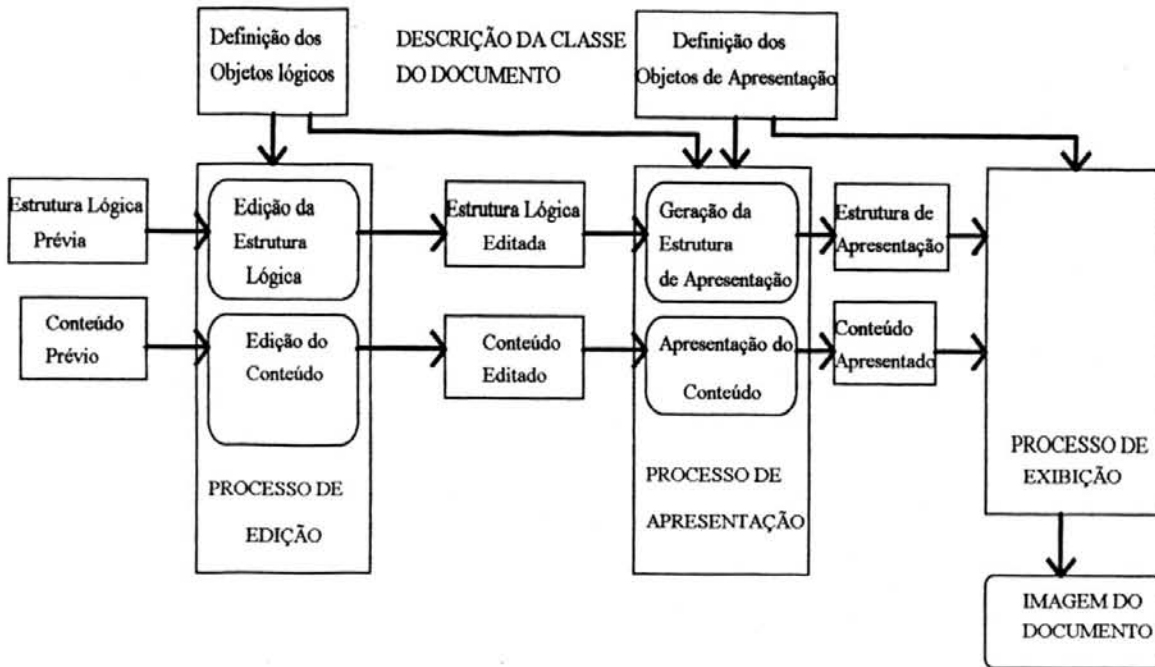 Definição dos
Objetos lógicos
DESCRIÇÃO DA CLASSE
DO DOCUMENTO
Definição dos
Objetos de Apresentação
Estrutura Lógica
Prévia
Edição da
Estrutura
Lógica
Estrutura Lógica
Editada
Geração da
Estrutura
de Apresentação
Estrutura de
Apresentação
Conteúdo
Prévio
Edição do
Conteúdo
Conteúdo
Editado
Apresentação do
Conteúdo
Conteúdo
Apresentado
PROCESSO DE
EDIÇÃO
PROCESSO DE
APRESENTAÇÃO
PROCESSO DE
EXIBIÇÃO
IMAGEM DO
DOCUMENTO